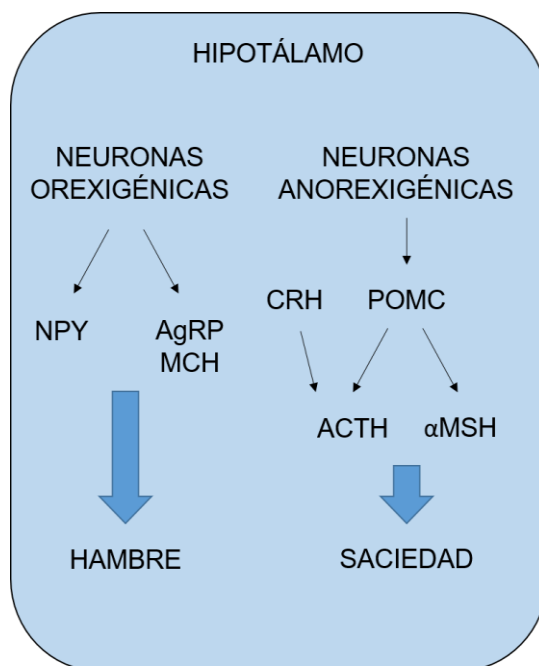 HIPOTÁLAMO
NEURONAS
OREXIGÉNICAS
NPY
AgRP
MCH
HAMBRE
NEURONAS
ANOREXIGÉNICAS
CRH
POMC
ACTH
αMSH
SACIEDAD